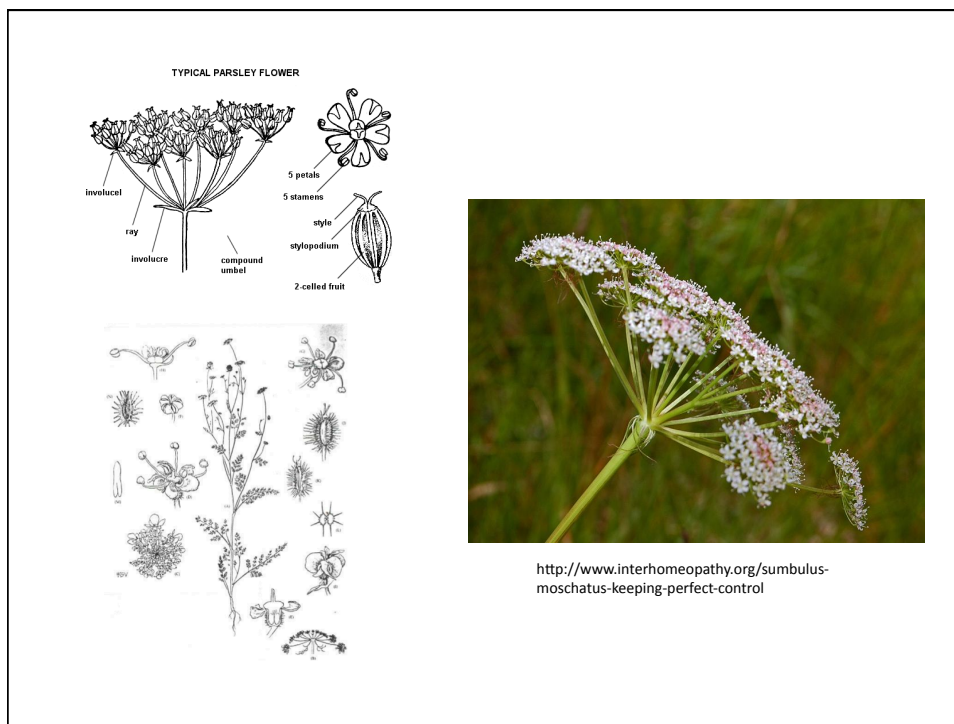 TYPICAL PARSLEY FLOWER
involucel
ray
involucre
compound
umbel
5 petals
5 stamens
style
stylopodium
2-celled fruit
http://www.interhomeopathy.org/sumbulus-
moschatus-keeping-perfect-control